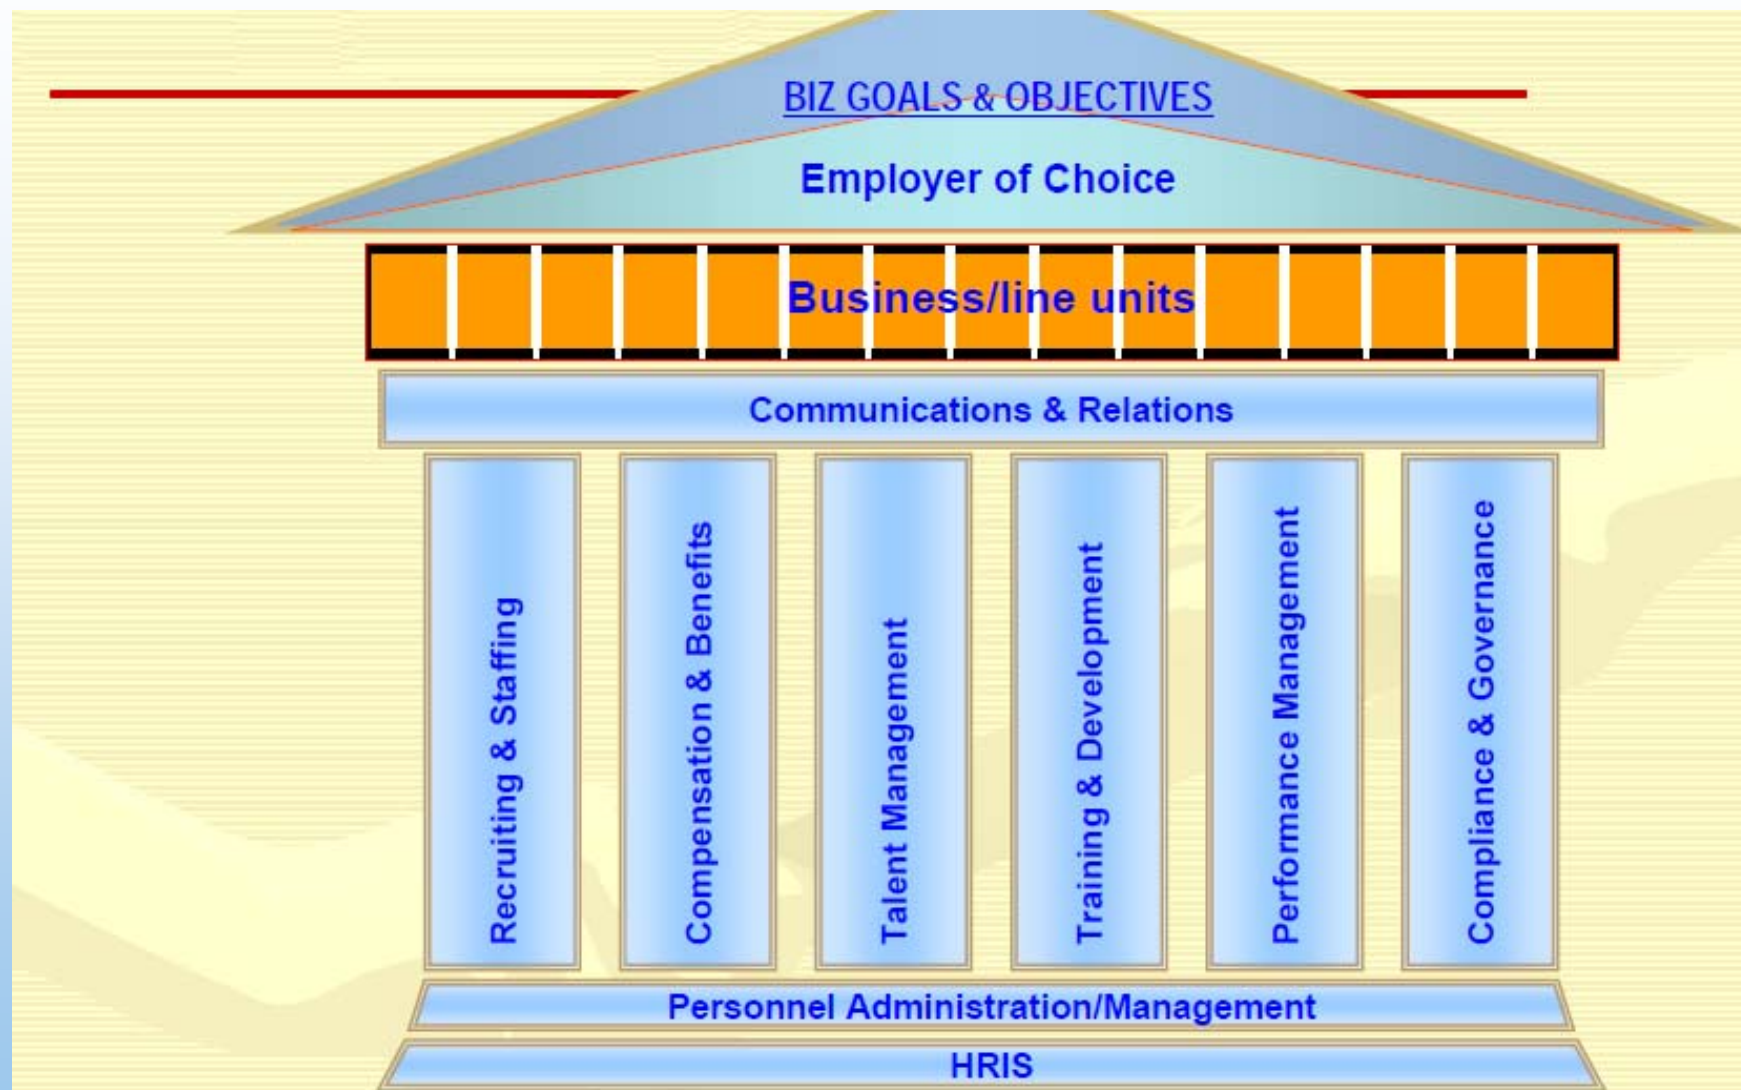 BIZ GOALS & OBJECTIVES
Employer of Choice
Business/line units
Communications & Relations
Recruiting & Staffing
Compensation & Benefits
Talent Management
Training & Development
Performance Management
Compliance & Governance
Personnel Administration/Management
HRIS